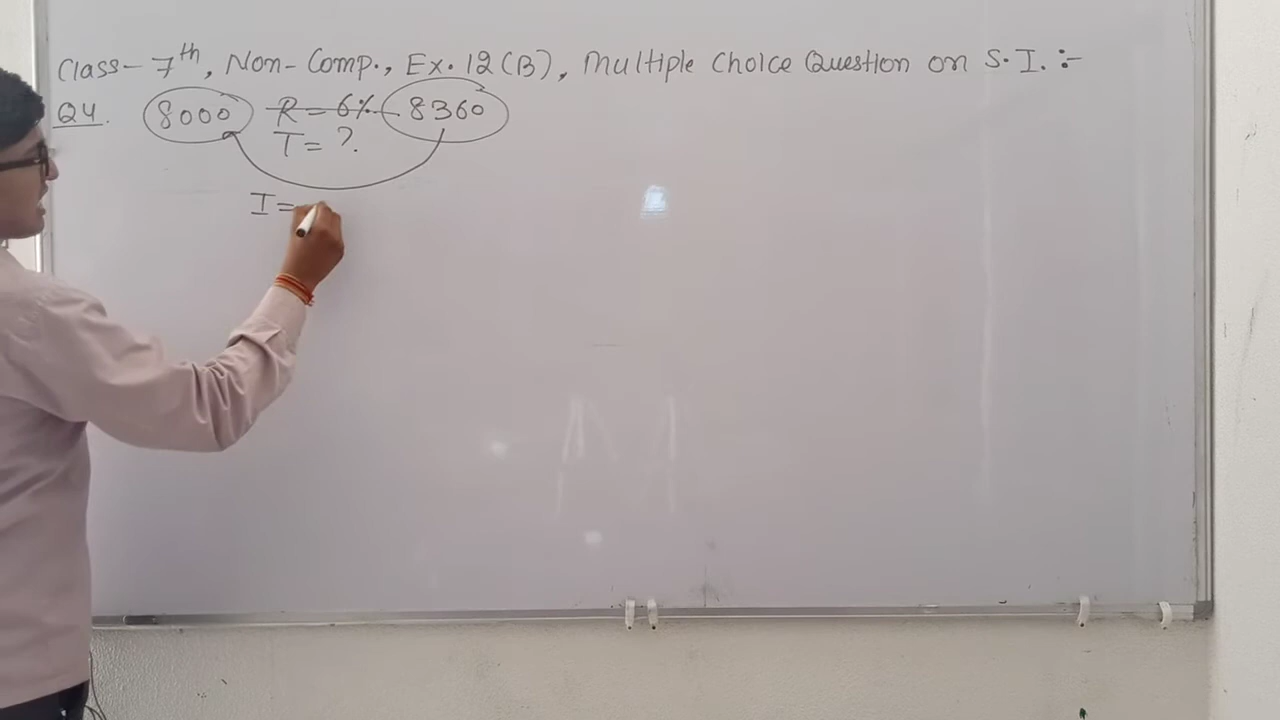 Class- 7th, Non- Comp., Ex. 12 (B), Multiple Choice Question on S. I. :-
Q4. 8000 R = 6% 8360
T = ?
I =